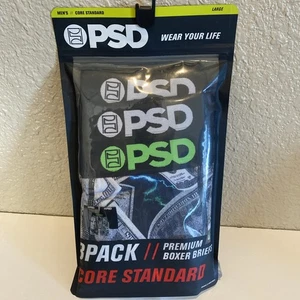 MEN'S // CORE STANDARD LARGE
PSD WEAR YOUR LIFE
PSD
PSD
PSD
3PACK // PREMIUM
BOXER BRIEFS
CORE STANDARD